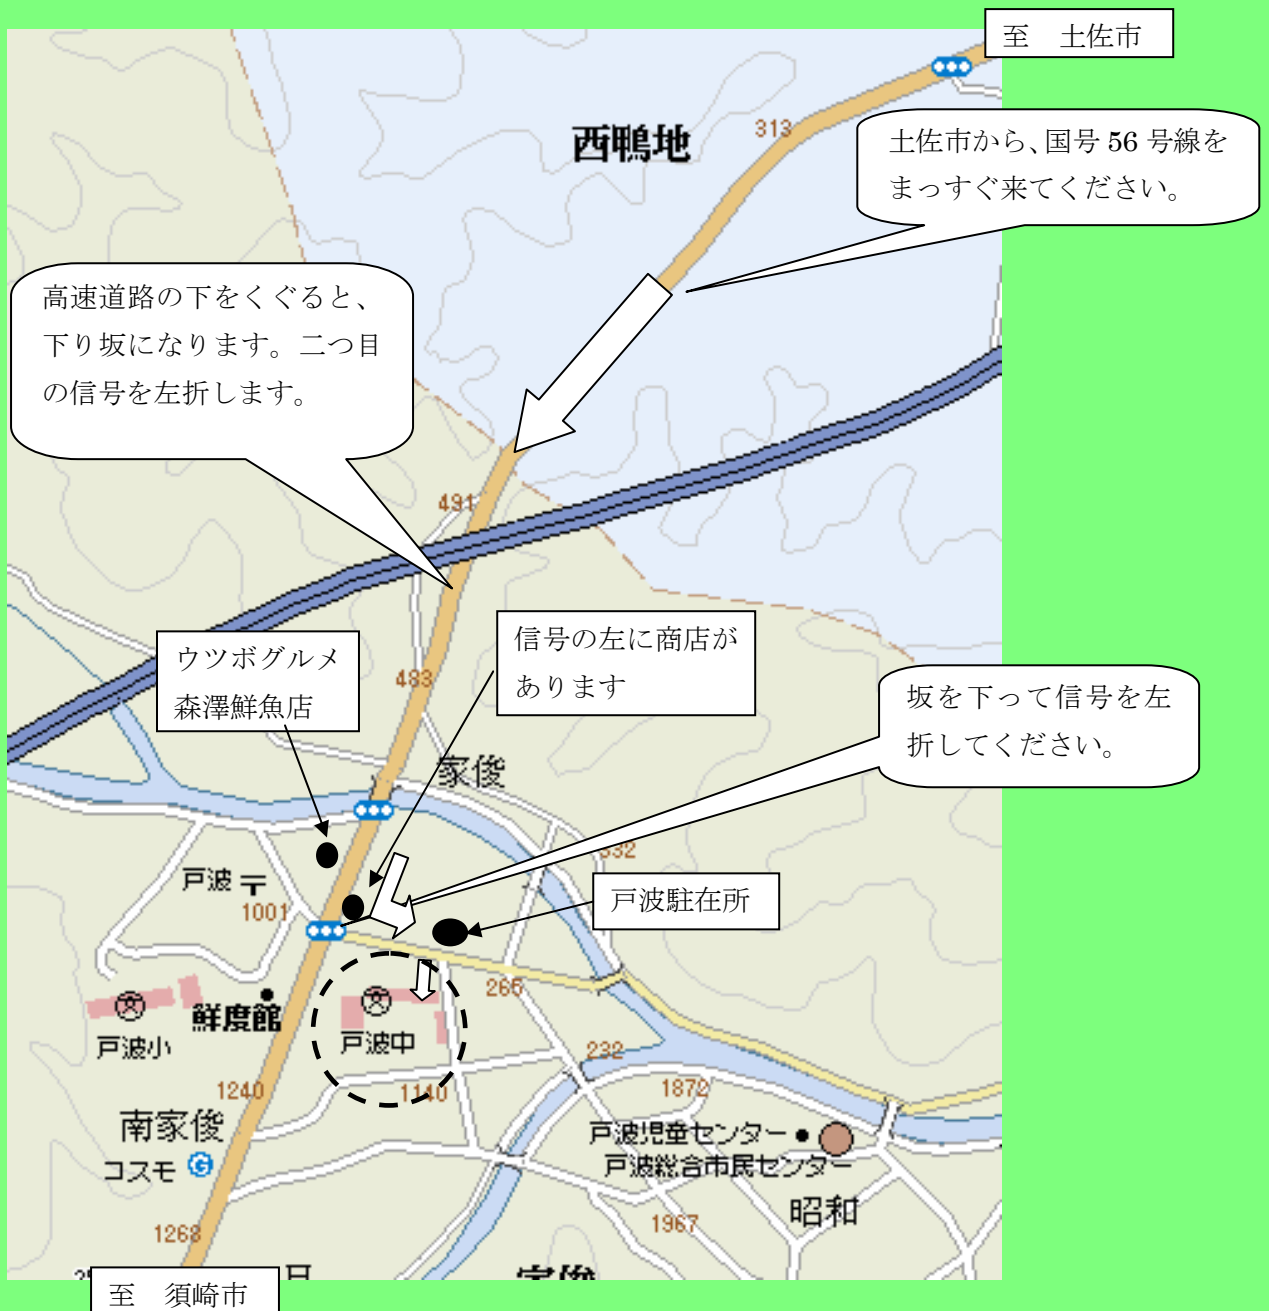 至　土佐市
西鴨地
313
土佐市から、国号 56 号線を
まっすぐ来てください。
高速道路の下をくぐると、
下り坂になります。二つ目
の信号を左折します。
491
483
ウツボグルメ
森澤鮮魚店
信号の左に商店が
あります
坂を下って信号を左
折してください。
家俊
332
戸波〒
1001
戸波駐在所
265
鮮度館
戸波小
文
文
戸波中
232
1240
1140
1872
南家俊
コスモ
G
戸波児童センター
戸波総合市民センター
昭和
1967
1268
家俊
至　須崎市